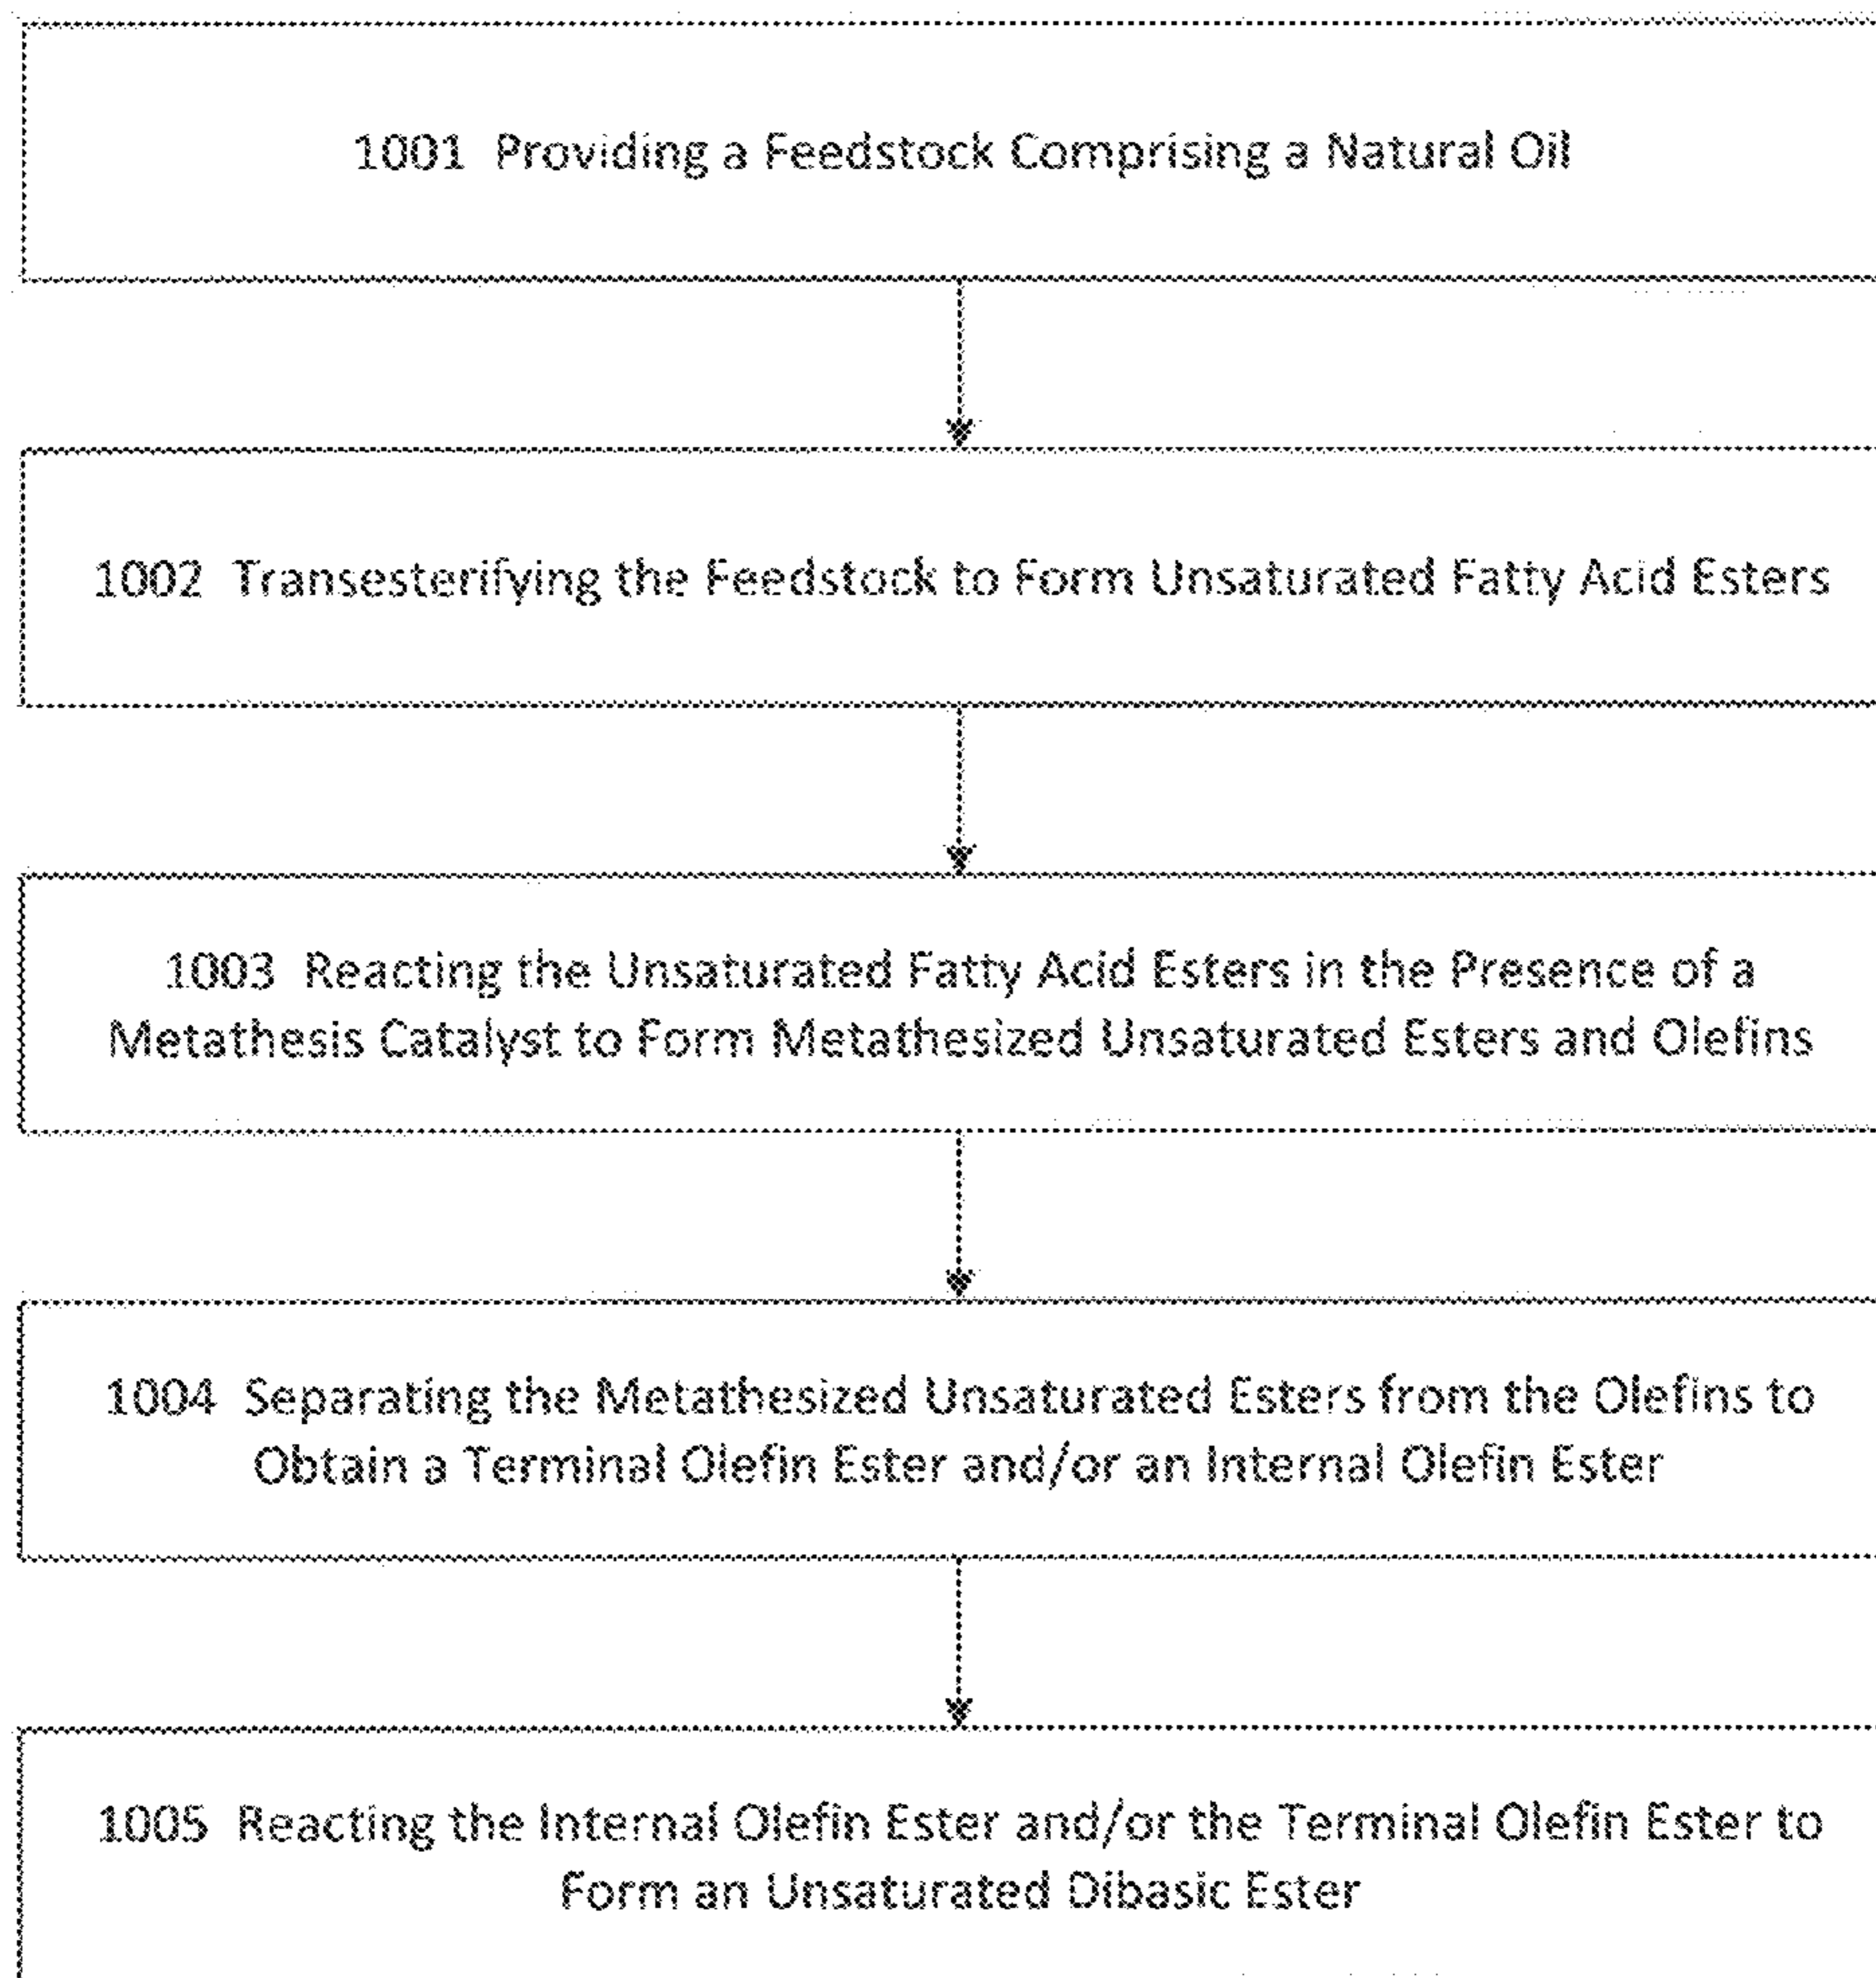 1001 Providing a Feedstock Comprising a Natural Oil
1002 Transesterifying the Feedstock to Form Unsaturated Fatty Acid Esters
1003 Reacting the Unsaturated Fatty Acid Esters in the Presence of a
Metathesis Catalyst to Form Metathesized Unsaturated Esters and Olefins
1004 Separating the Metathesized Unsaturated Esters from the Olefins to
Obtain a Terminal Olefin Ester and/or an Internal Olefin Ester
1005 Reacting the Internal Olefin Ester and/or the Terminal Olefin Ester to
Form an Unsaturated Dibasic Ester